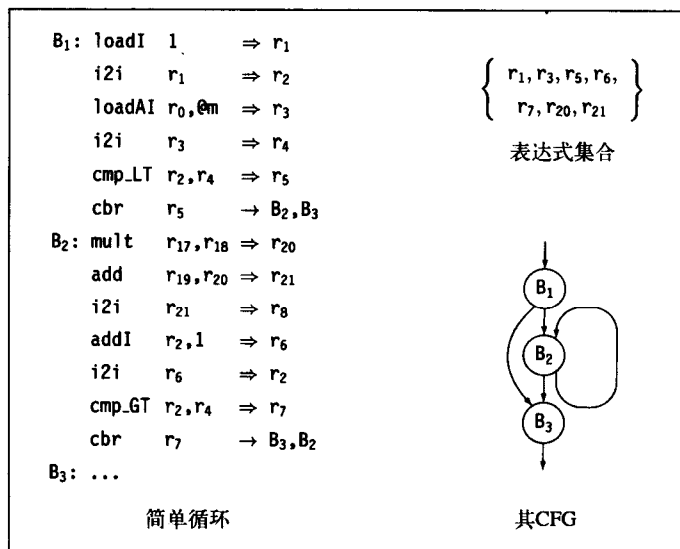 B₁: loadI 1 ⇒ r₁
i2i r₁ ⇒ r₂
loadAI r₀,@m ⇒ r₃
i2i r₃ ⇒ r₄
cmp_LT r₂,r₄ ⇒ r₅
cbr r₅ → B₂,B₃
B₂: mult r₁₇,r₁₈ ⇒ r₂₀
add r₁₉,r₂₀ ⇒ r₂₁
i2i r₂₁ ⇒ r₈
addI r₂,1 ⇒ r₆
i2i r₆ ⇒ r₂
cmp_GT r₂,r₄ ⇒ r₇
cbr r₇ → B₃,B₂
B₃: ...
简单循环
{ r₁,r₃,r₅,r₆,
r₇,r₂₀,r₂₁ }
表达式集合
B₁
B₂
B₃
其CFG